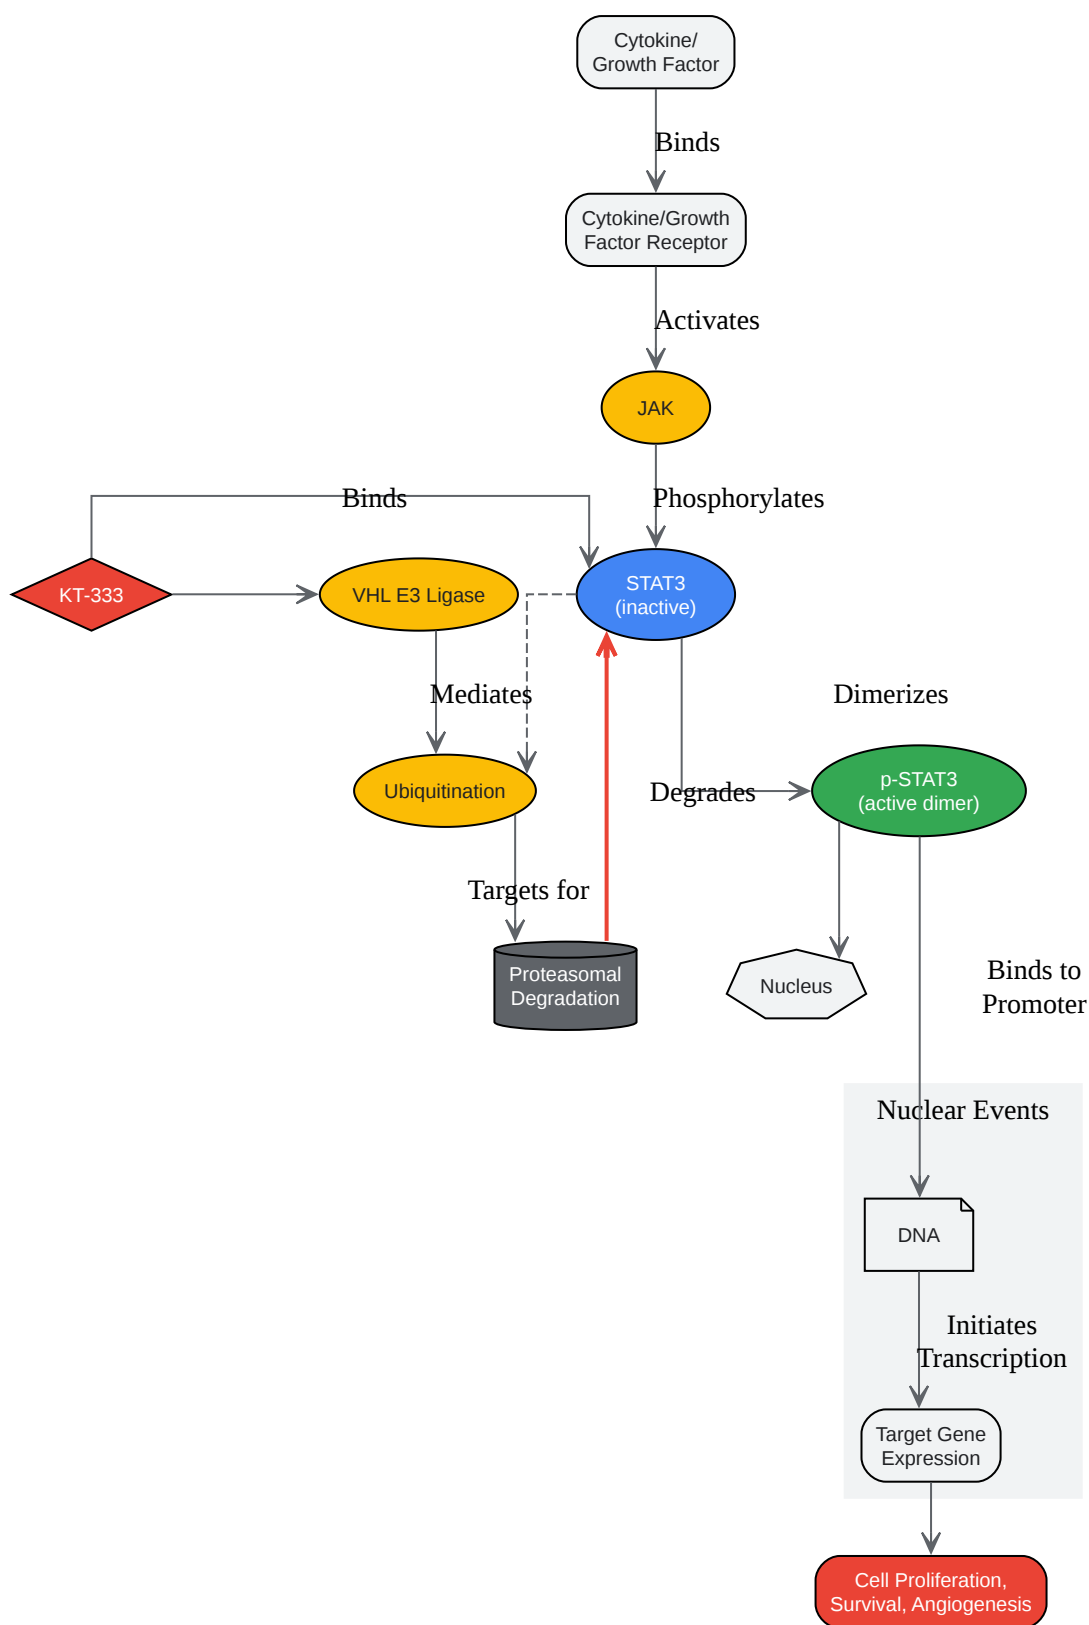 Cytokine/
Growth Factor
Binds
Cytokine/Growth
Factor Receptor
Activates
JAK
Binds
Phosphorylates
KT-333
VHL E3 Ligase
STAT3
(inactive)
Mediates
Dimerizes
Ubiquitination
Degrades
p-STAT3
(active dimer)
Targets for
Proteasomal
Degradation
Nucleus
Binds to
Promoter
Nuclear Events
DNA
Initiates
Transcription
Target Gene
Expression
Cell Proliferation,
Survival, Angiogenesis